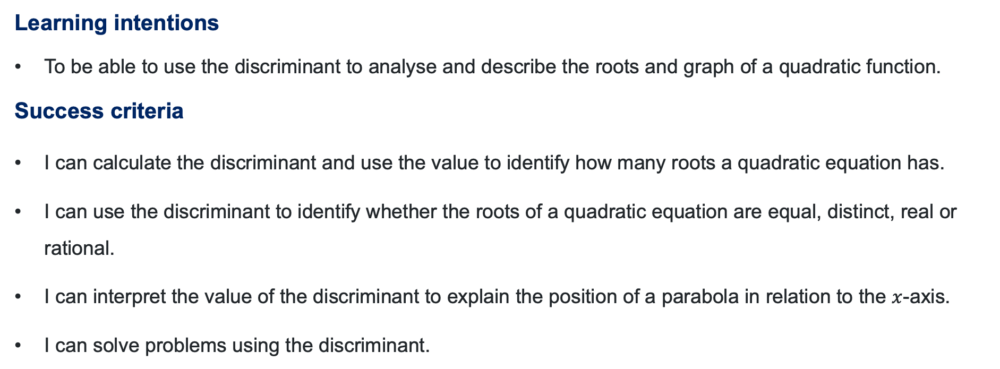 Learning intentions
• To be able to use the discriminant to analyse and describe the roots and graph of a quadratic function.
Success criteria
• I can calculate the discriminant and use the value to identify how many roots a quadratic equation has.
• I can use the discriminant to identify whether the roots of a quadratic equation are equal, distinct, real or
rational.
• I can interpret the value of the discriminant to explain the position of a parabola in relation to the x-axis.
• I can solve problems using the discriminant.